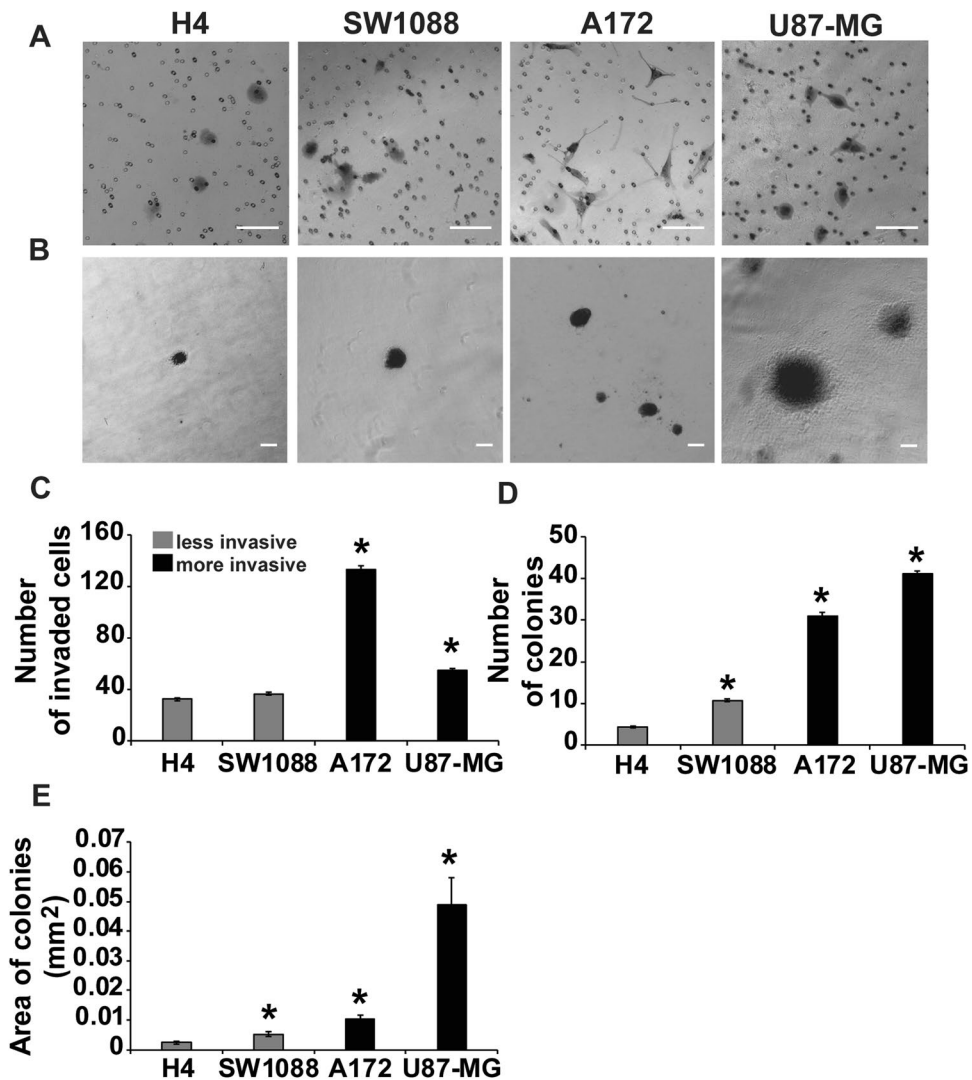 H4 SW1088 A172 U87-MG
A
B
C
Number
of invaded cells
160
120
80
40
0
less invasive
more invasive
*
*
H4 SW1088 A172 U87-MG
D
Number
of colonies
50
40
30
20
10
0
*
*
*
H4 SW1088 A172 U87-MG
E
Area of colonies
(mm2)
0.07
0.06
0.05
0.04
0.03
0.02
0.01
0
*
*
*
H4 SW1088 A172 U87-MG